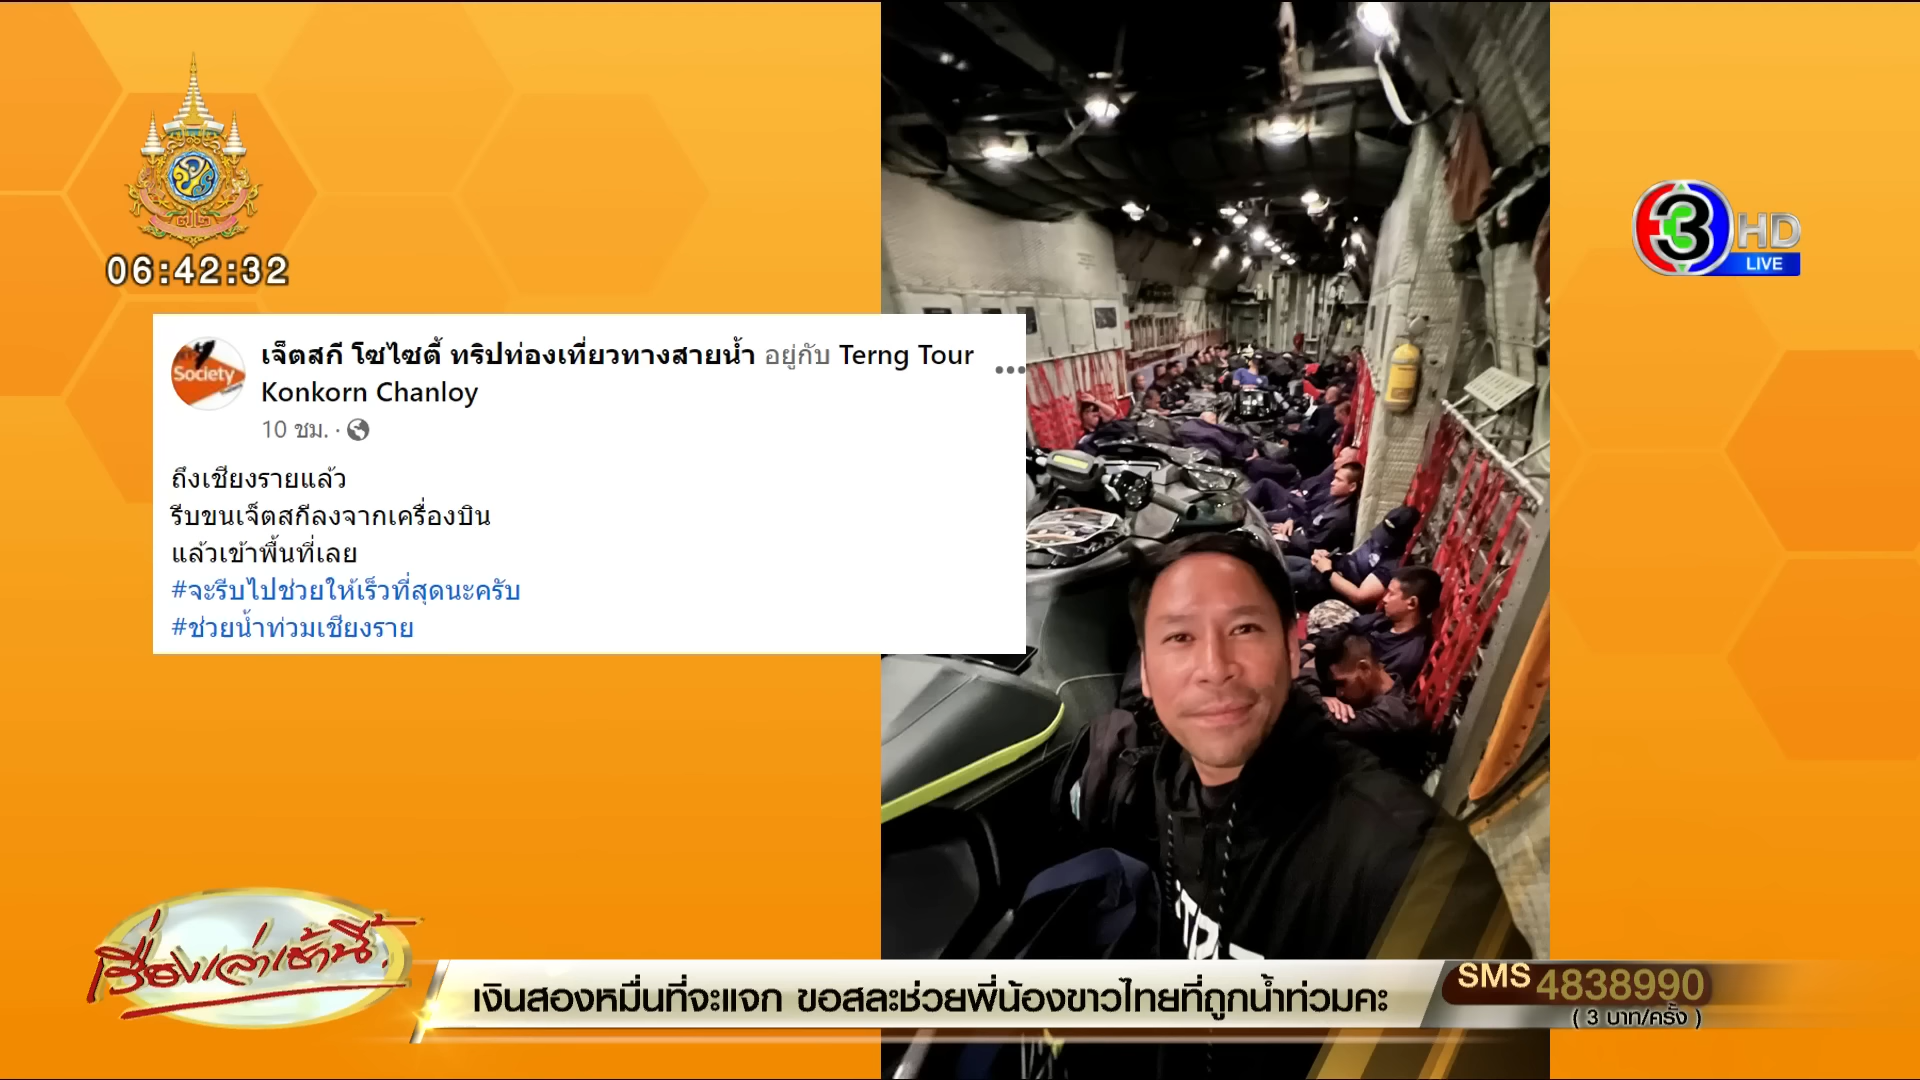 ๗๒
06:42:32
3 HD
LIVE
Society
เจ็ตสกี โซไซตี้ ทริปท่องเที่ยวทางสายน้ำ อยู่กับ Terng Tour
Konkorn Chanloy
10 ชม. ·
ถึงเชียงรายแล้ว
รีบขนเจ็ตสกีลงจากเครื่องบิน
แล้วเข้าพื้นที่เลย
#จะรีบไปช่วยให้เร็วที่สุดนะครับ
#ช่วยน้ำท่วมเชียงราย
เรื่องเล่าเช้านี้
เงินสองหมื่นที่จะแจก ขอสละช่วยพี่น้องชาวไทยที่ถูกน้ำท่วมคะ
SMS 4838990
( 3 บาท/ครั้ง )